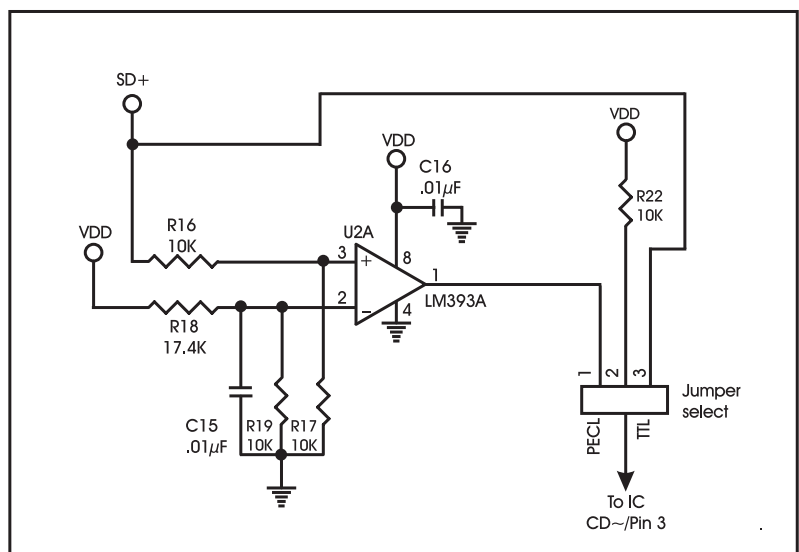 SD+
VDD
VDD
C16
.01µF
R22
10K
R16
10K
U2A
VDD
3
+
8
1
LM393A
2
−
4
R18
17.4K
C15
.01µF
R19
10K
R17
10K
1
2
3
Jumper
select
PECL
TTL
To IC
CD~/Pin 3